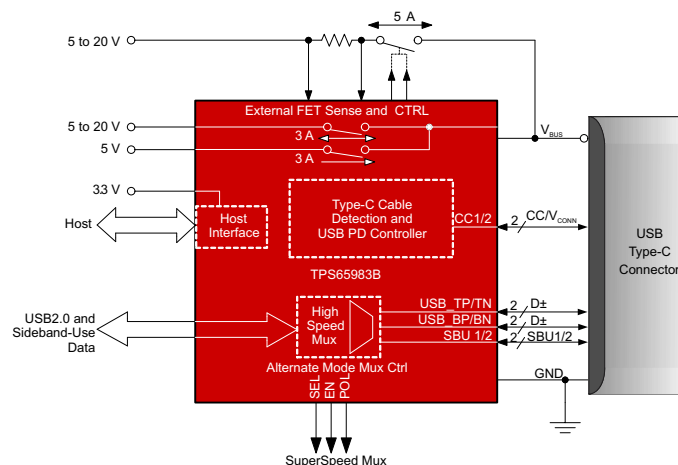 5 A
5 to 20 V
External FET Sense and CTRL
5 to 20 V
3 A
5 V
3 A
VBUS
33 V
Host
Host
Interface
Type-C Cable
Detection and
USB PD Controller
CC1/2
2
CC/VCONN
USB
Type-C
Connector
TPS65983B
USB2.0 and
Sideband-Use
Data
High
Speed
Mux
USB_TP/TN
2
D±
USB_BP/BN
2
D±
SBU 1/2
2
SBU1/2
Alternate Mode Mux Ctrl
GND
SEL
EN
POL
SuperSpeed Mux